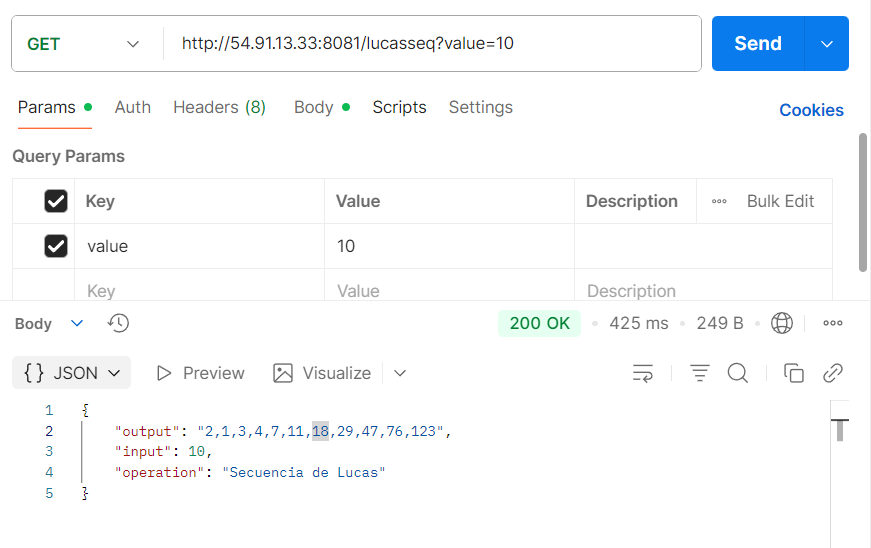 GET http://54.91.13.33:8081/lucasseq?value=10 Send
Params Auth Headers (8) Body Scripts Settings Cookies
Query Params
Key Value Description Bulk Edit
value 10
Key Value Description
Body 200 OK 425 ms 249 B
{} JSON Preview Visualize
1 {
2 "output": "2,1,3,4,7,11,18,29,47,76,123",
3 "input": 10,
4 "operation": "Secuencia de Lucas"
5 }